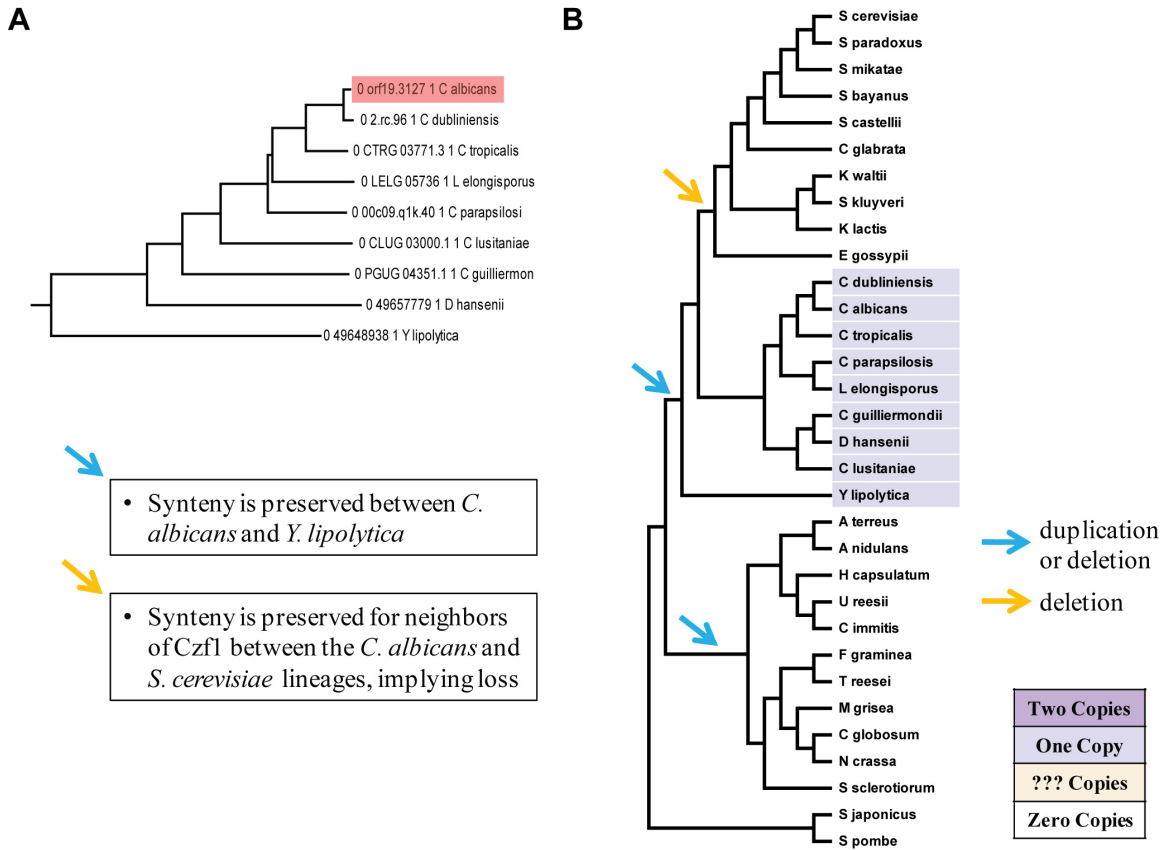 A
0 orf19.3127 1 C albicans
0 2.rc.96 1 C dubliniensis
0 CTRG 03771.3 1 C tropicalis
0 LELG 05736 1 L elongisporus
0 00c09.q1k.40 1 C parapsilosi
0 CLUG 03000.1 1 C lusitaniae
0 PGUG 04351.1 1 C guilliermon
0 49657779 1 D hansenii
0 49648938 1 Y lipolytica
• Synteny is preserved between C.
albicans and Y. lipolytica
• Synteny is preserved for neighbors
of Czf1 between the C. albicans and
S. cerevisiae lineages, implying loss
B
S cerevisiae
S paradoxus
S mikatae
S bayanus
S castellii
C glabrata
K waltii
S kluyveri
K lactis
E gossypii
C dubliniensis
C albicans
C tropicalis
C parapsilosis
L elongisporus
C guilliermondii
D hansenii
C lusitaniae
Y lipolytica
A terreus
A nidulans
H capsulatum
U reesii
C immitis
F graminea
T reesei
M grisea
C globosum
N crassa
S sclerotiorum
S japonicus
S pombe
duplication
or deletion
deletion
Two Copies
One Copy
??? Copies
Zero Copies